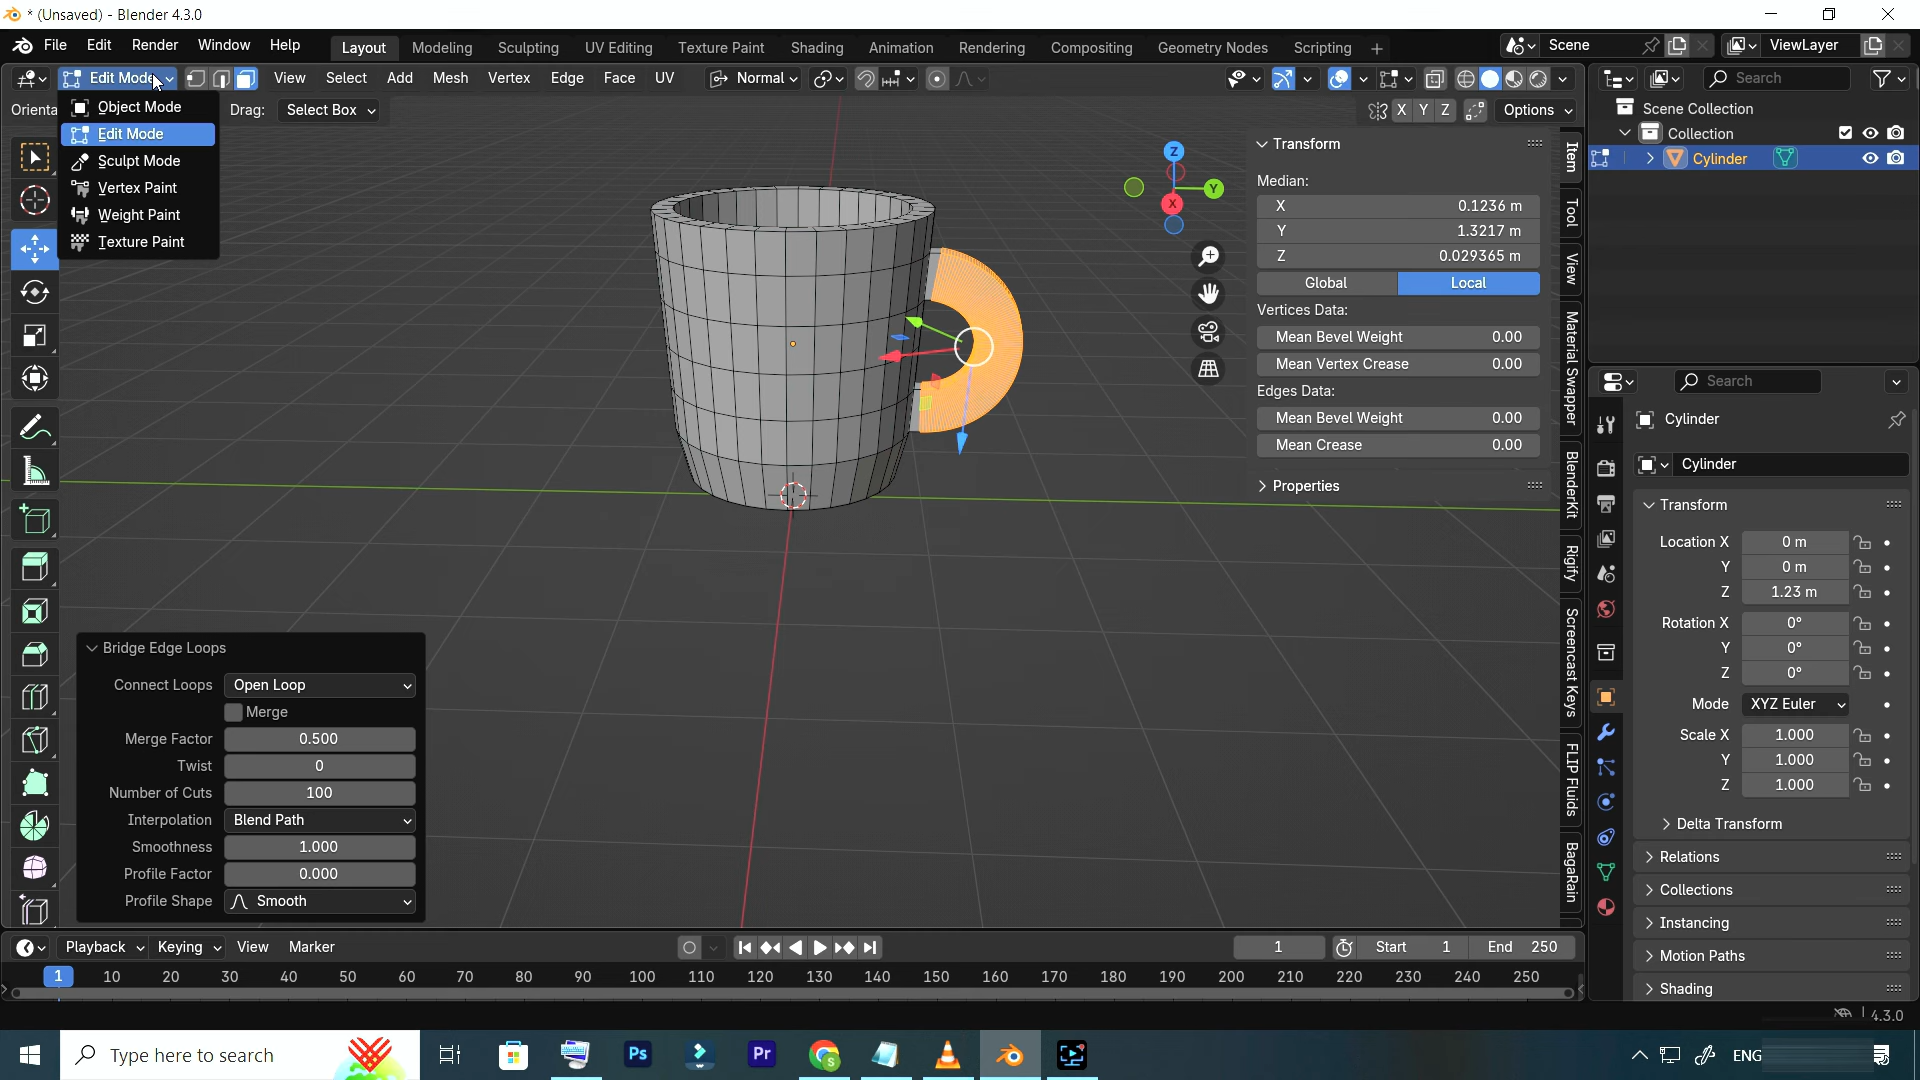 * (Unsaved) - Blender 4.3.0
File Edit Render Window Help Layout Modeling Sculpting UV Editing Texture Paint Shading Animation Rendering Compositing Geometry Nodes Scripting + Scene ViewLayer
Edit Mode View Select Add Mesh Vertex Edge Face UV Normal Search
Drag: Select Box X Y Z Options
Object Mode
Edit Mode
Sculpt Mode
Vertex Paint
Weight Paint
Texture Paint
Z
Y
X
Transform
Median:
X 0.1236 m
Y 1.3217 m
Z 0.029365 m
Global Local
Vertices Data:
Mean Bevel Weight 0.00
Mean Vertex Crease 0.00
Edges Data:
Mean Bevel Weight 0.00
Mean Crease 0.00
Properties
Item
Tool
View
Material Swapper
BlenderKit
Rigify
Screencast Keys
FLIP Fluids
BagaRain
Scene Collection
Collection
Cylinder
Search
Cylinder
Cylinder
Transform
Location X 0 m
Y 0 m
Z 1.23 m
Rotation X 0°
Y 0°
Z 0°
Mode XYZ Euler
Scale X 1.000
Y 1.000
Z 1.000
Delta Transform
Relations
Collections
Instancing
Motion Paths
Shading
Bridge Edge Loops
Connect Loops Open Loop
Merge
Merge Factor 0.500
Twist 0
Number of Cuts 100
Interpolation Blend Path
Smoothness 1.000
Profile Factor 0.000
Profile Shape Smooth
Playback Keying View Marker 1 Start 1 End 250
1 10 20 30 40 50 60 70 80 90 100 110 120 130 140 150 160 170 180 190 200 210 220 230 240 250
4.3.0
Type here to search Ps Pr S ENG